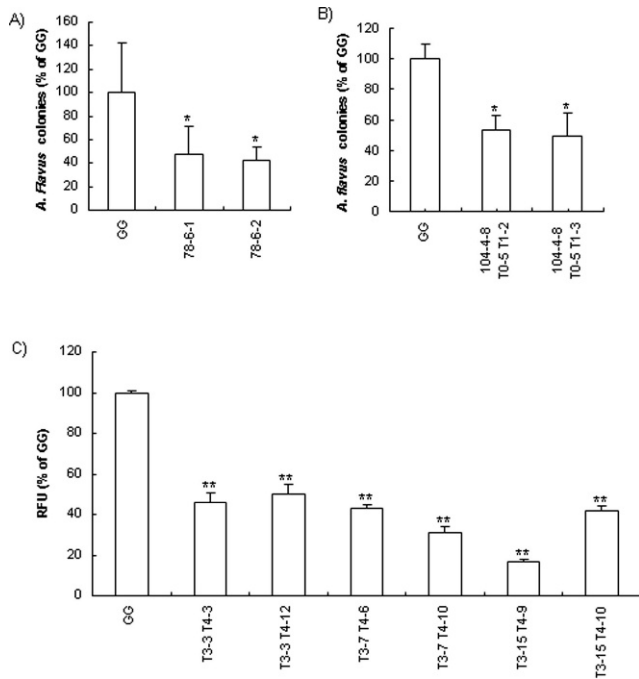 A)
A. Flavus colonies (% of GG)
160
140
120
100
80
60
40
20
0
*
*
GG
78-6-1
78-6-2
B)
A. flavus colonies (% of GG)
120
100
80
60
40
20
0
*
*
GG
104-4-8
T0-5 T1-2
104-4-8
T0-5 T1-3
C)
RFU (% of GG)
120
100
80
60
40
20
0
**
**
**
**
**
**
GG
T3-3 T4-3
T3-3 T4-12
T3-7 T4-6
T3-7 T4-10
T3-15 T4-9
T3-15 T4-10